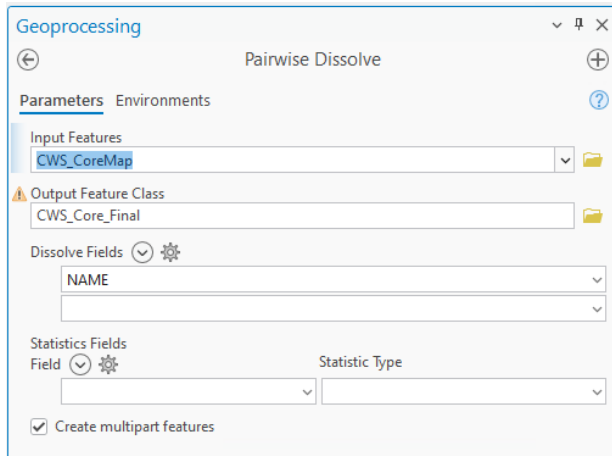 Geoprocessing
Pairwise Dissolve
Parameters Environments
Input Features
CWS_CoreMap
Output Feature Class
CWS_Core_Final
Dissolve Fields
NAME
Statistics Fields
Field Statistic Type
Create multipart features